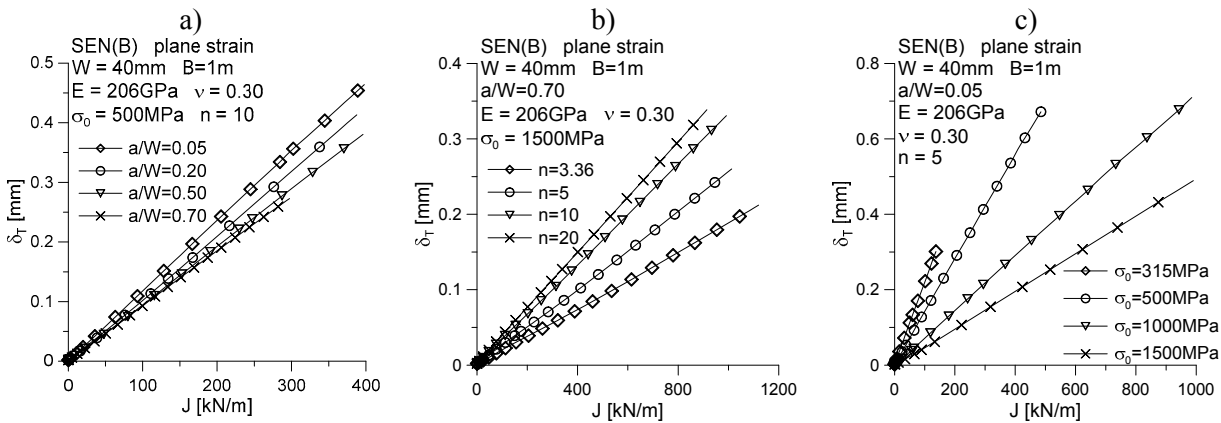 a)
SEN(B) plane strain
W = 40mm B=1m
E = 206GPa ν = 0.30
σ0 = 500MPa n = 10
a/W=0.05
a/W=0.20
a/W=0.50
a/W=0.70
0.5
0.4
0.3
0.2
0.1
0
δT [mm]
0 100 200 300 400
J [kN/m]
b)
SEN(B) plane strain
W = 40mm B=1m
a/W=0.70
E = 206GPa ν = 0.30
σ0 = 1500MPa
n=3.36
n=5
n=10
n=20
0.4
0.3
0.2
0.1
0
δT [mm]
0 400 800 1200
J [kN/m]
c)
SEN(B) plane strain
W = 40mm B=1m
a/W=0.05
E = 206GPa
ν = 0.30
n = 5
σ0=315MPa
σ0=500MPa
σ0=1000MPa
σ0=1500MPa
0.8
0.6
0.4
0.2
0
δT [mm]
0 200 400 600 800 1000
J [kN/m]